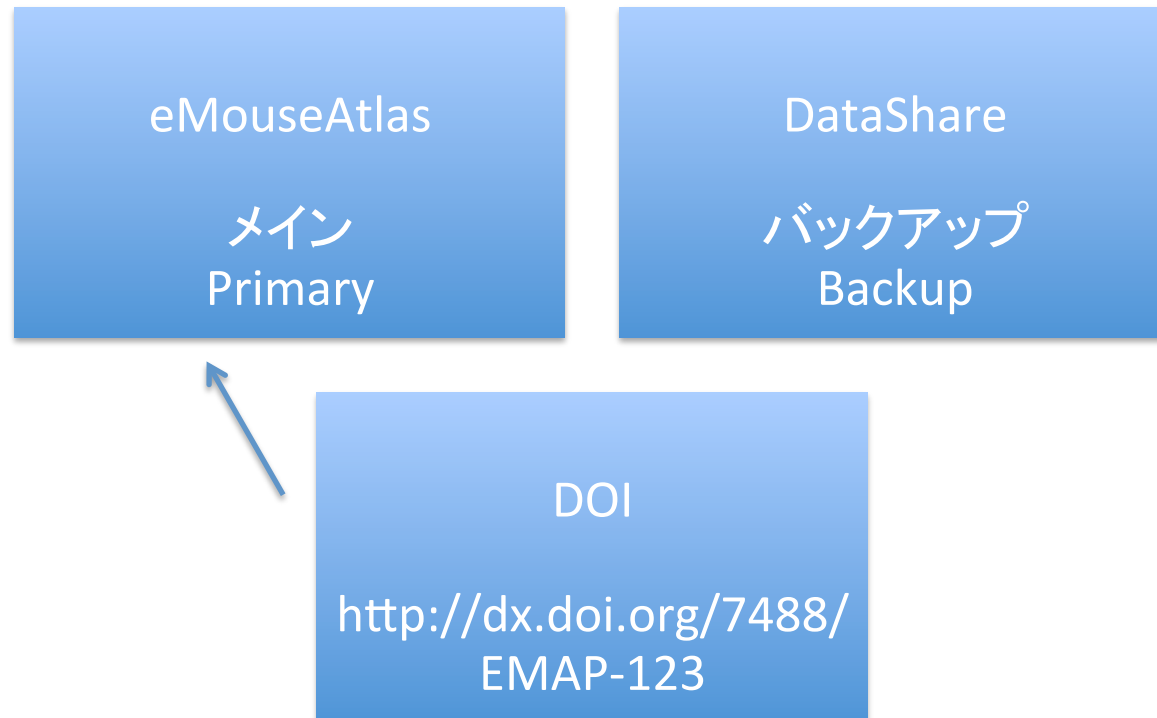 eMouseAtlas
メイン
Primary
DataShare
バックアップ
Backup
DOI
http://dx.doi.org/7488/
EMAP-123